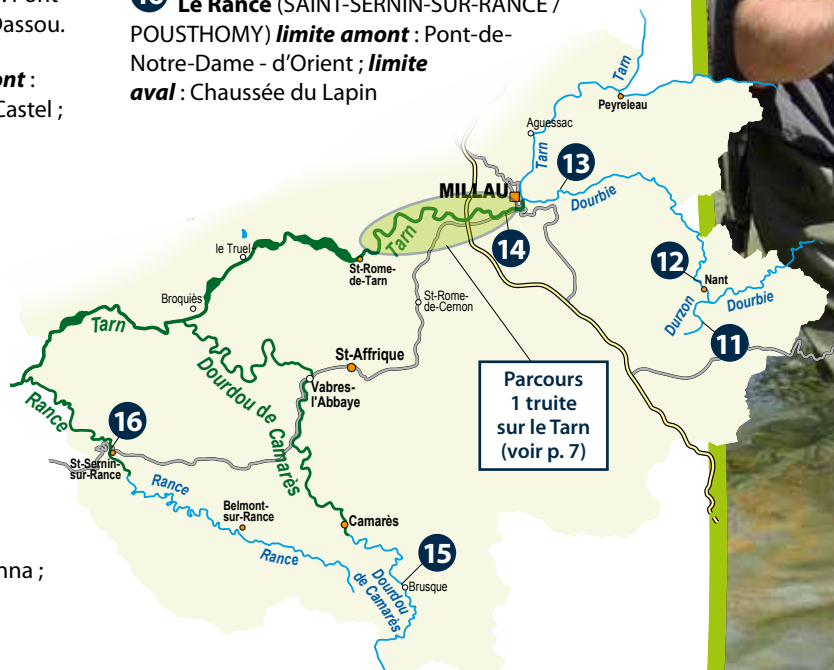 Dassou.
ont :
Castel ;
16 Le Rance (SAINT-SERNIN-SUR-RANCE /
POUSTHOMY) limite amont : Pont-de-
Notre-Dame - d'Orient ; limite
aval : Chaussée du Lapin
nna ;
Tarn
Peyreleau
Aguessac
Tarn
13
MILLAU
Dourbie
Tarn
14
le Truel
St-Rome-
de-Tarn
12
Nant
Dourbie
Durzon
11
Broquiès
St-Rome-
de-Cernon
Tarn
St-Affrique
Dourdou de Camarès
Vabres-
l'Abbaye
Parcours
1 truite
sur le Tarn
(voir p. 7)
Rance
16
St-Sernin-
sur-Rance
Rance
Belmont-
sur-Rance
Camarès
Rance
15
Dourdou
de Camarès
Brusque